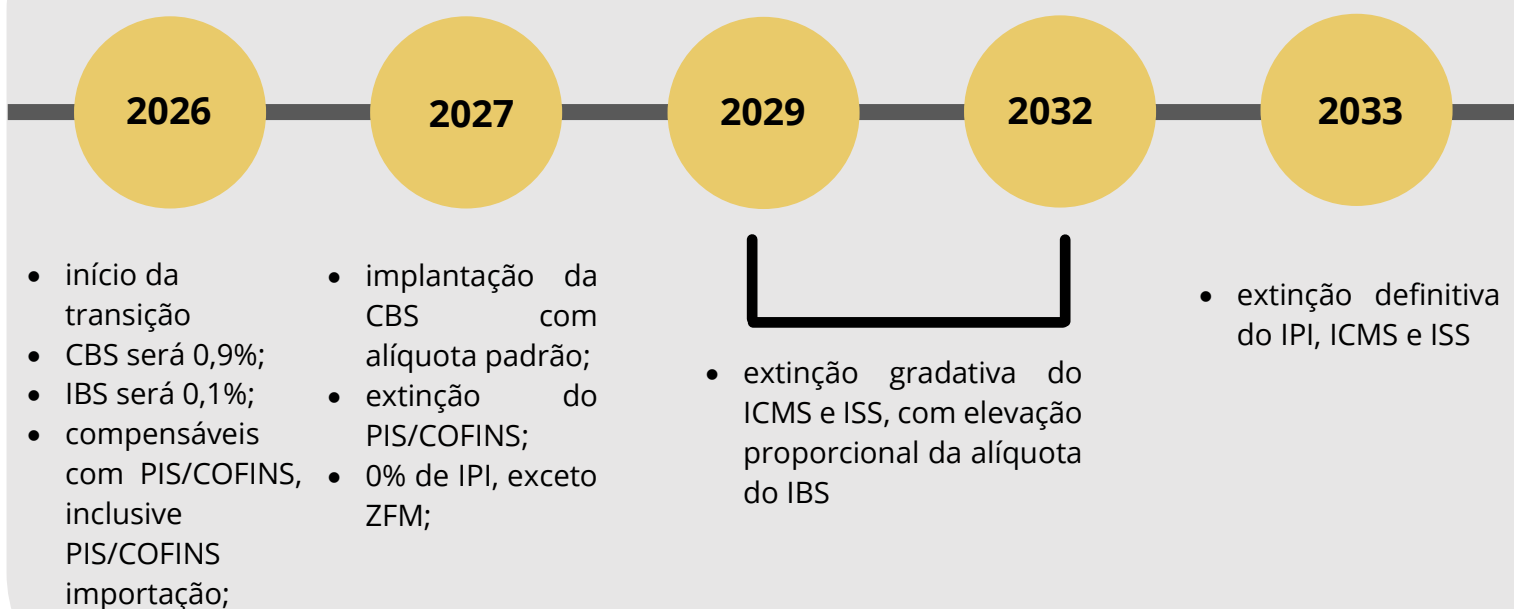 2026
2027
2029
2032
2033
• início da
transição
• CBS será 0,9%;
• IBS será 0,1%;
• compensáveis
com PIS/COFINS,
inclusive
PIS/COFINS
importação;
• implantação da
CBS com
alíquota padrão;
• extinção do
PIS/COFINS;
• 0% de IPI, exceto
ZFM;
• extinção gradativa do
ICMS e ISS, com elevação
proporcional da alíquota
do IBS
• extinção definitiva
do IPI, ICMS e ISS